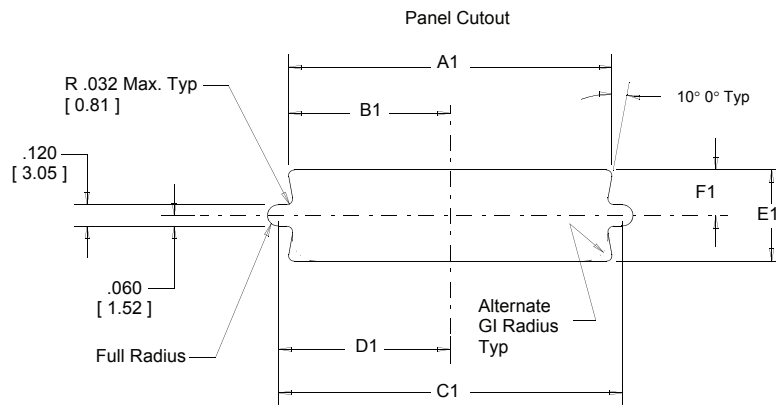 Panel Cutout
A1
R .032 Max. Typ
[ 0.81 ]
B1
10° 0° Typ
.120
[ 3.05 ]
F1
E1
.060
[ 1.52 ]
Alternate
GI Radius
Typ
Full Radius
D1
C1